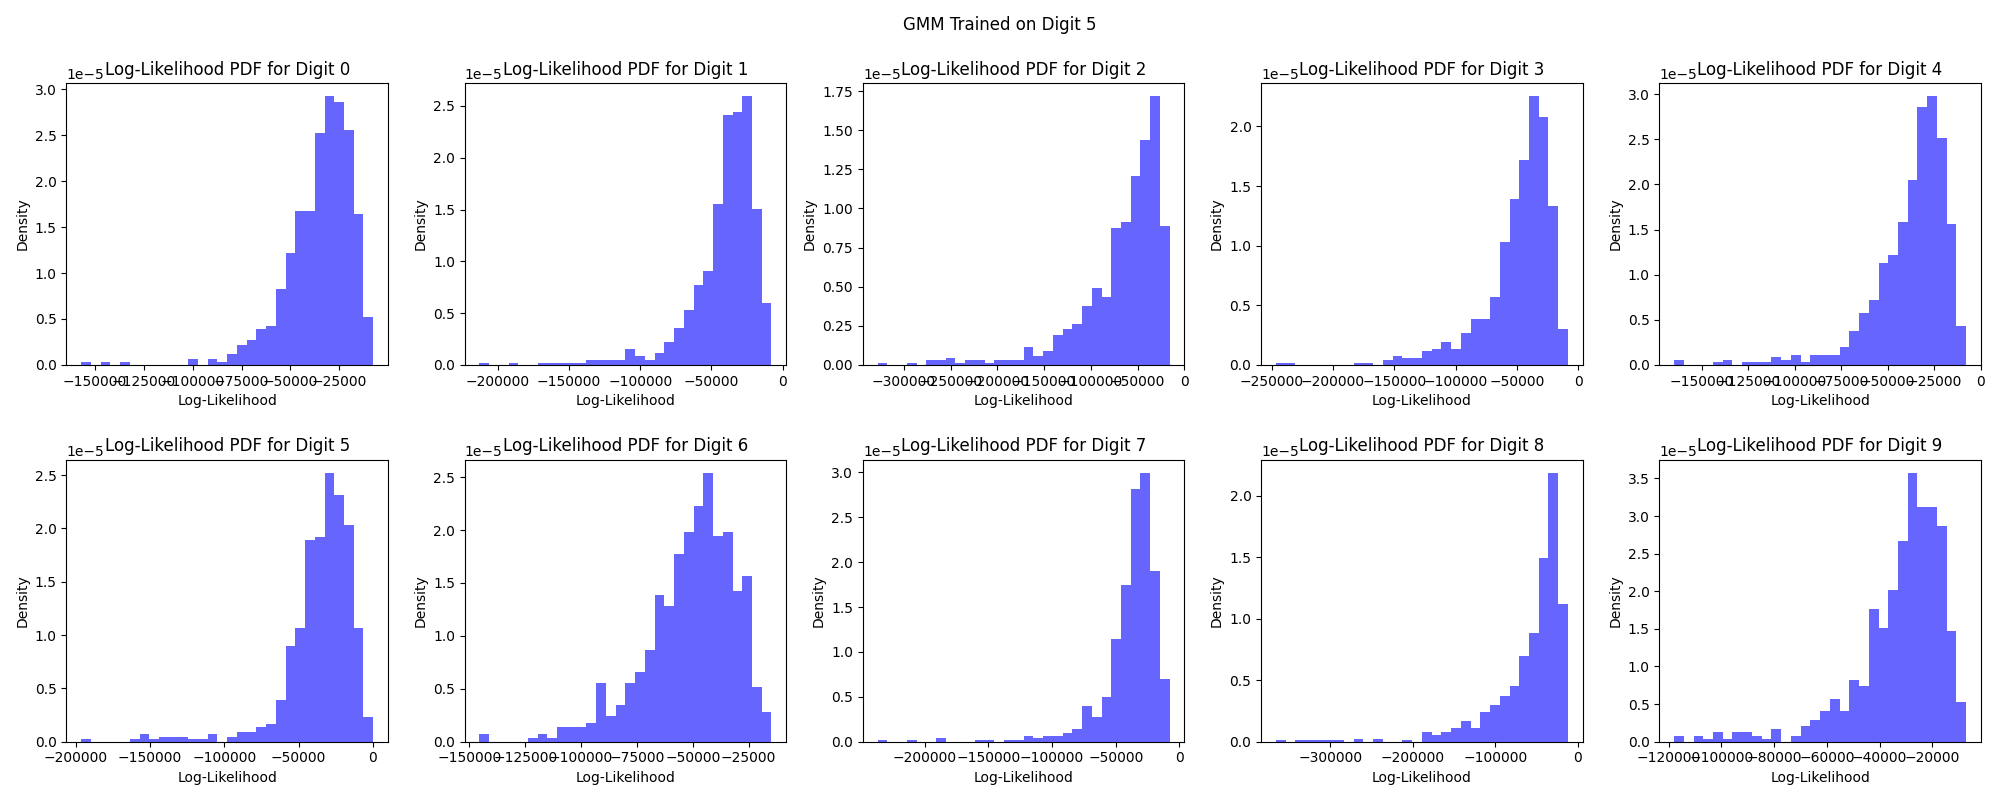 GMM Trained on Digit 5
Log-Likelihood PDF for Digit 0
1e−5
3.0
2.5
2.0
1.5
1.0
0.5
0.0
Density
−150000 −125000 −100000 −75000 −50000 −25000
Log-Likelihood
Log-Likelihood PDF for Digit 1
1e−5
2.5
2.0
1.5
1.0
0.5
0.0
Density
−200000 −150000 −100000 −50000 0
Log-Likelihood
Log-Likelihood PDF for Digit 2
1e−5
1.75
1.50
1.25
1.00
0.75
0.50
0.25
0.00
Density
−300000 −250000 −200000 −150000 −100000 −50000 0
Log-Likelihood
Log-Likelihood PDF for Digit 3
1e−5
2.0
1.5
1.0
0.5
0.0
Density
−250000 −200000 −150000 −100000 −50000 0
Log-Likelihood
Log-Likelihood PDF for Digit 4
1e−5
3.0
2.5
2.0
1.5
1.0
0.5
0.0
Density
−150000 −125000 −100000 −75000 −50000 −25000 0
Log-Likelihood
Log-Likelihood PDF for Digit 5
1e−5
2.5
2.0
1.5
1.0
0.5
0.0
Density
−200000 −150000 −100000 −50000 0
Log-Likelihood
Log-Likelihood PDF for Digit 6
1e−5
2.5
2.0
1.5
1.0
0.5
0.0
Density
−150000 −125000 −100000 −75000 −50000 −25000
Log-Likelihood
Log-Likelihood PDF for Digit 7
1e−5
3.0
2.5
2.0
1.5
1.0
0.5
0.0
Density
−200000 −150000 −100000 −50000 0
Log-Likelihood
Log-Likelihood PDF for Digit 8
1e−5
2.0
1.5
1.0
0.5
0.0
Density
−300000 −200000 −100000 0
Log-Likelihood
Log-Likelihood PDF for Digit 9
1e−5
3.5
3.0
2.5
2.0
1.5
1.0
0.5
0.0
Density
−120000 −100000 −80000 −60000 −40000 −20000
Log-Likelihood